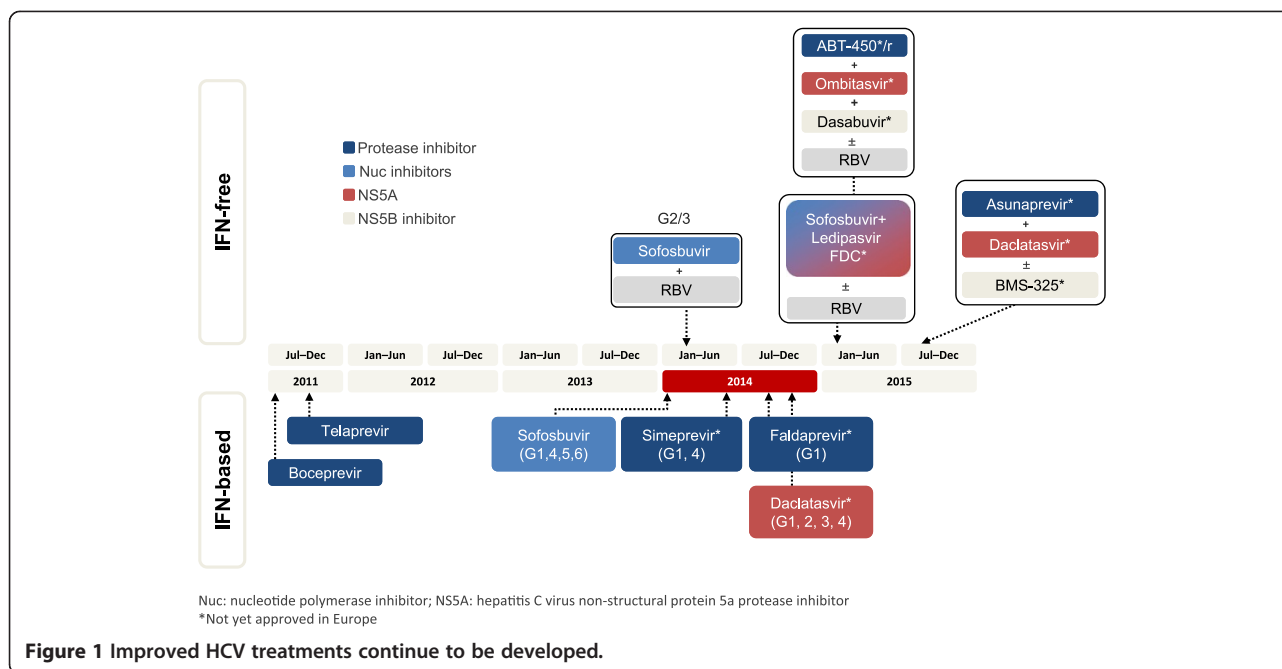 IFN-free
Protease inhibitor
Nuc inhibitors
NS5A
NS5B inhibitor
G2/3
Sofosbuvir
+
RBV
ABT-450*/r
+
Ombitasvir*
+
Dasabuvir*
±
RBV
Sofosbuvir+
Ledipasvir
FDC*
±
RBV
Asunaprevir*
+
Daclatasvir*
±
BMS-325*
Jul–Dec Jan–Jun Jul–Dec Jan–Jun Jul–Dec Jan–Jun Jul–Dec Jan–Jun Jul–Dec
2011 2012 2013 2014 2015
IFN-based
Telaprevir
Boceprevir
Sofosbuvir
(G1,4,5,6)
Simeprevir*
(G1, 4)
Faldaprevir*
(G1)
Daclatasvir*
(G1, 2, 3, 4)
Nuc: nucleotide polymerase inhibitor; NS5A: hepatitis C virus non-structural protein 5a protease inhibitor
*Not yet approved in Europe
Figure 1 Improved HCV treatments continue to be developed.